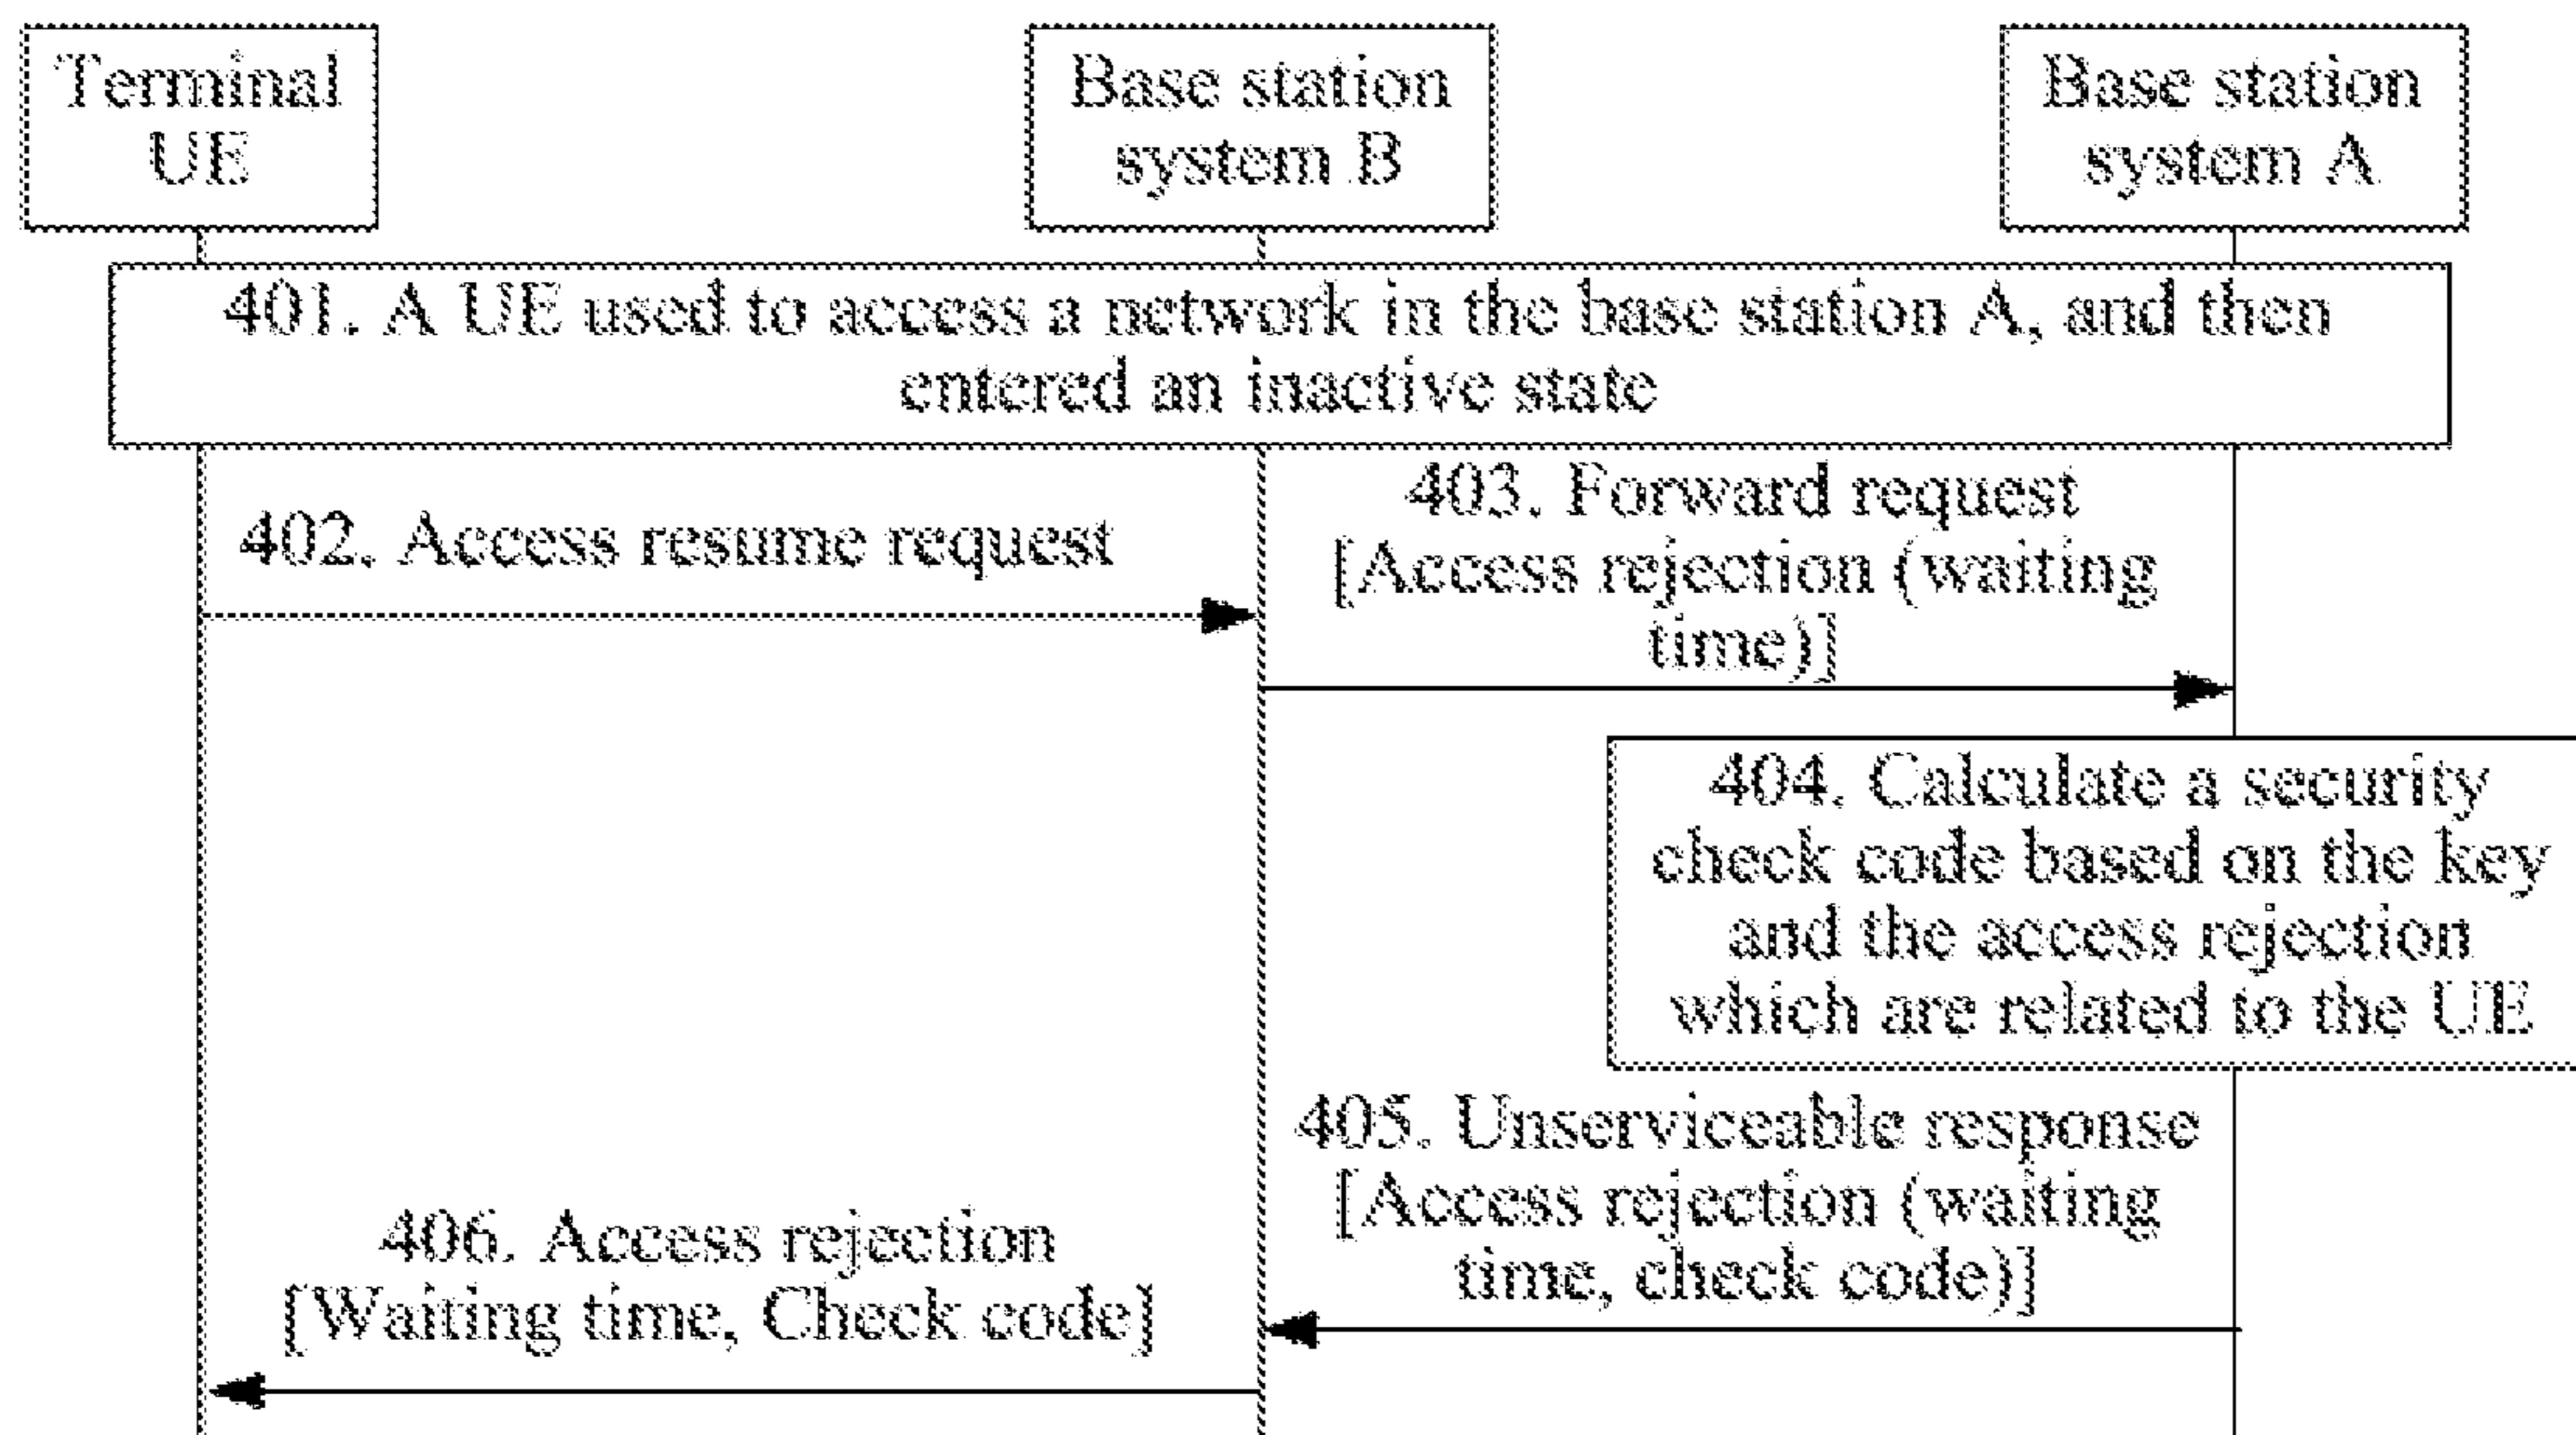 Terminal
UE
Base station
system B
Base station
system A
401. A UE used to access a network in the base station A, and then
entered an inactive state
402. Access resume request
403. Forward request
[Access rejection (waiting
time)]
404. Calculate a security
check code based on the key
and the access rejection
which are related to the UE
405. Unserviceable response
[Access rejection (waiting
time, check code)]
406. Access rejection
[Waiting time, Check code]